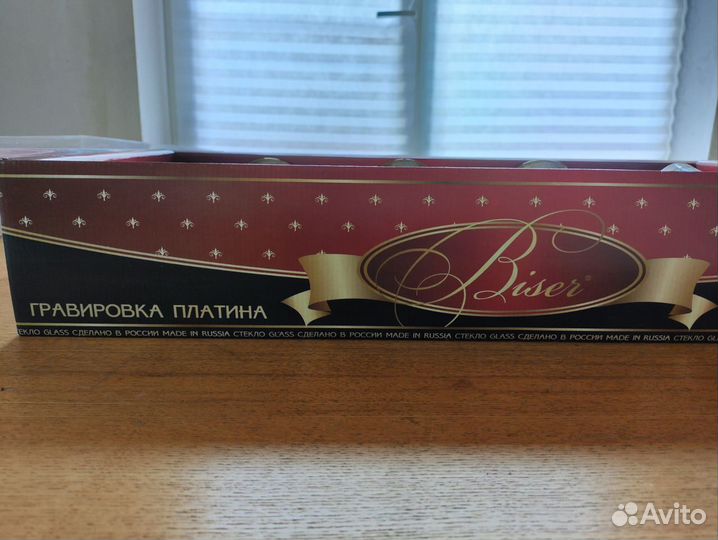 Biser®
ГРАВИРОВКА ПЛАТИНА
GLASS СДЕЛАНО В РОССИИ MADE IN RUSSIA СТЕКЛО GLASS СДЕЛАНО В РОССИИ MADE IN RUSSIA СТЕКЛО GLASS СДЕЛАНО В РОССИИ MADE IN RUSSIA СТЕКЛО
Avito